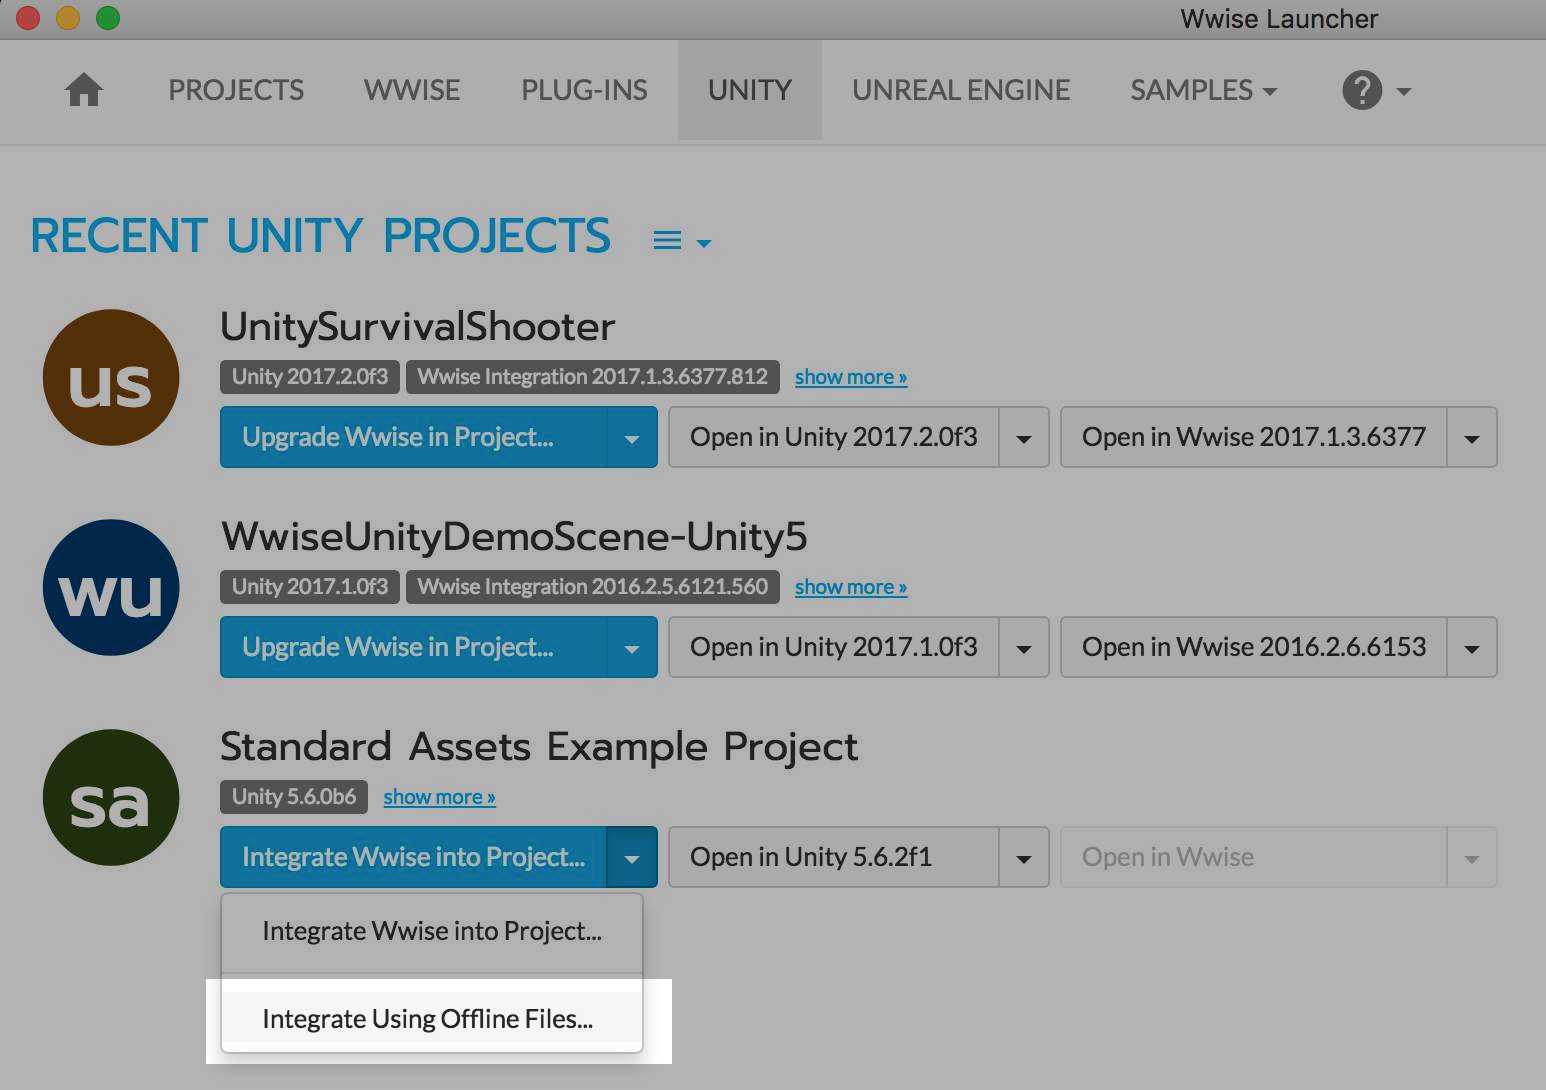 Wwise Launcher
PROJECTS WWISE PLUG-INS UNITY UNREAL ENGINE SAMPLES ?
RECENT UNITY PROJECTS
us
UnitySurvivalShooter
Unity 2017.2.0f3 Wwise Integration 2017.1.3.6377.812 show more »
Upgrade Wwise in Project... Open in Unity 2017.2.0f3 Open in Wwise 2017.1.3.6377
wu
WwiseUnityDemoScene-Unity5
Unity 2017.1.0f3 Wwise Integration 2016.2.5.6121.560 show more »
Upgrade Wwise in Project... Open in Unity 2017.1.0f3 Open in Wwise 2016.2.6.6153
sa
Standard Assets Example Project
Unity 5.6.0b6 show more »
Integrate Wwise into Project... Open in Unity 5.6.2f1 Open in Wwise
Integrate Wwise into Project...
Integrate Using Offline Files...